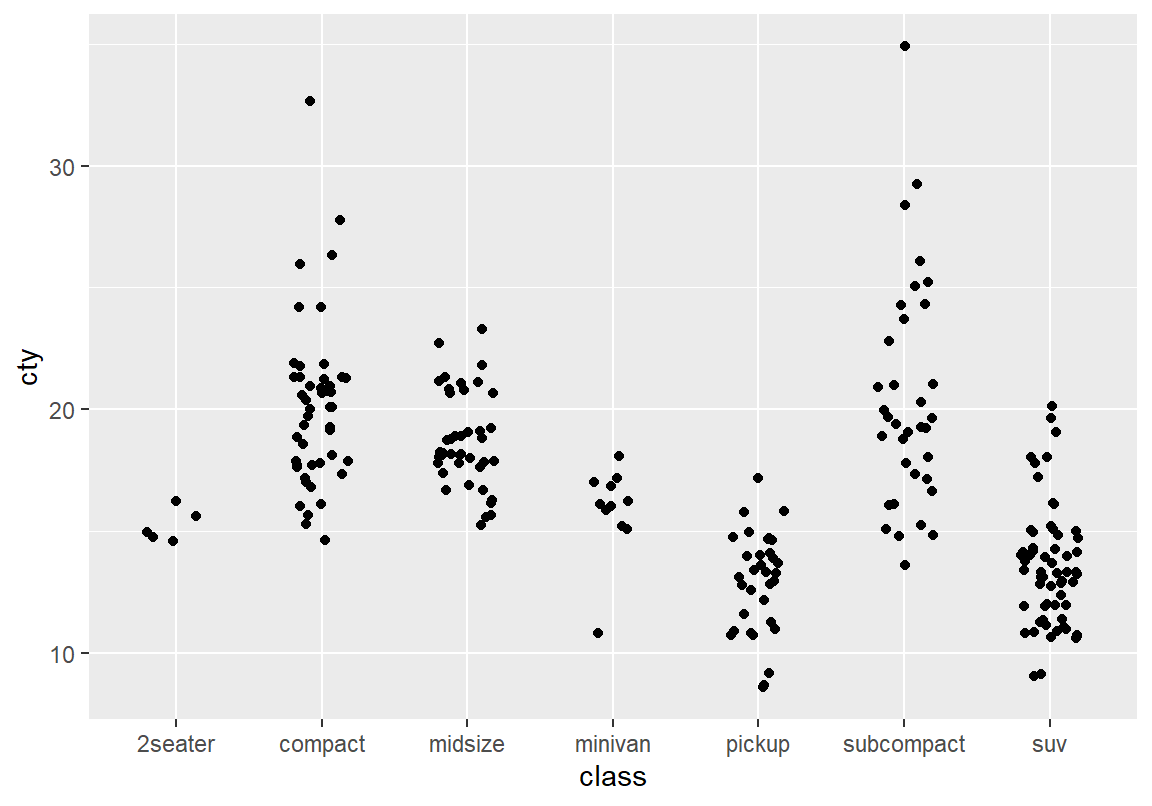 cty
30
20
10
2seater compact midsize minivan pickup subcompact suv
class